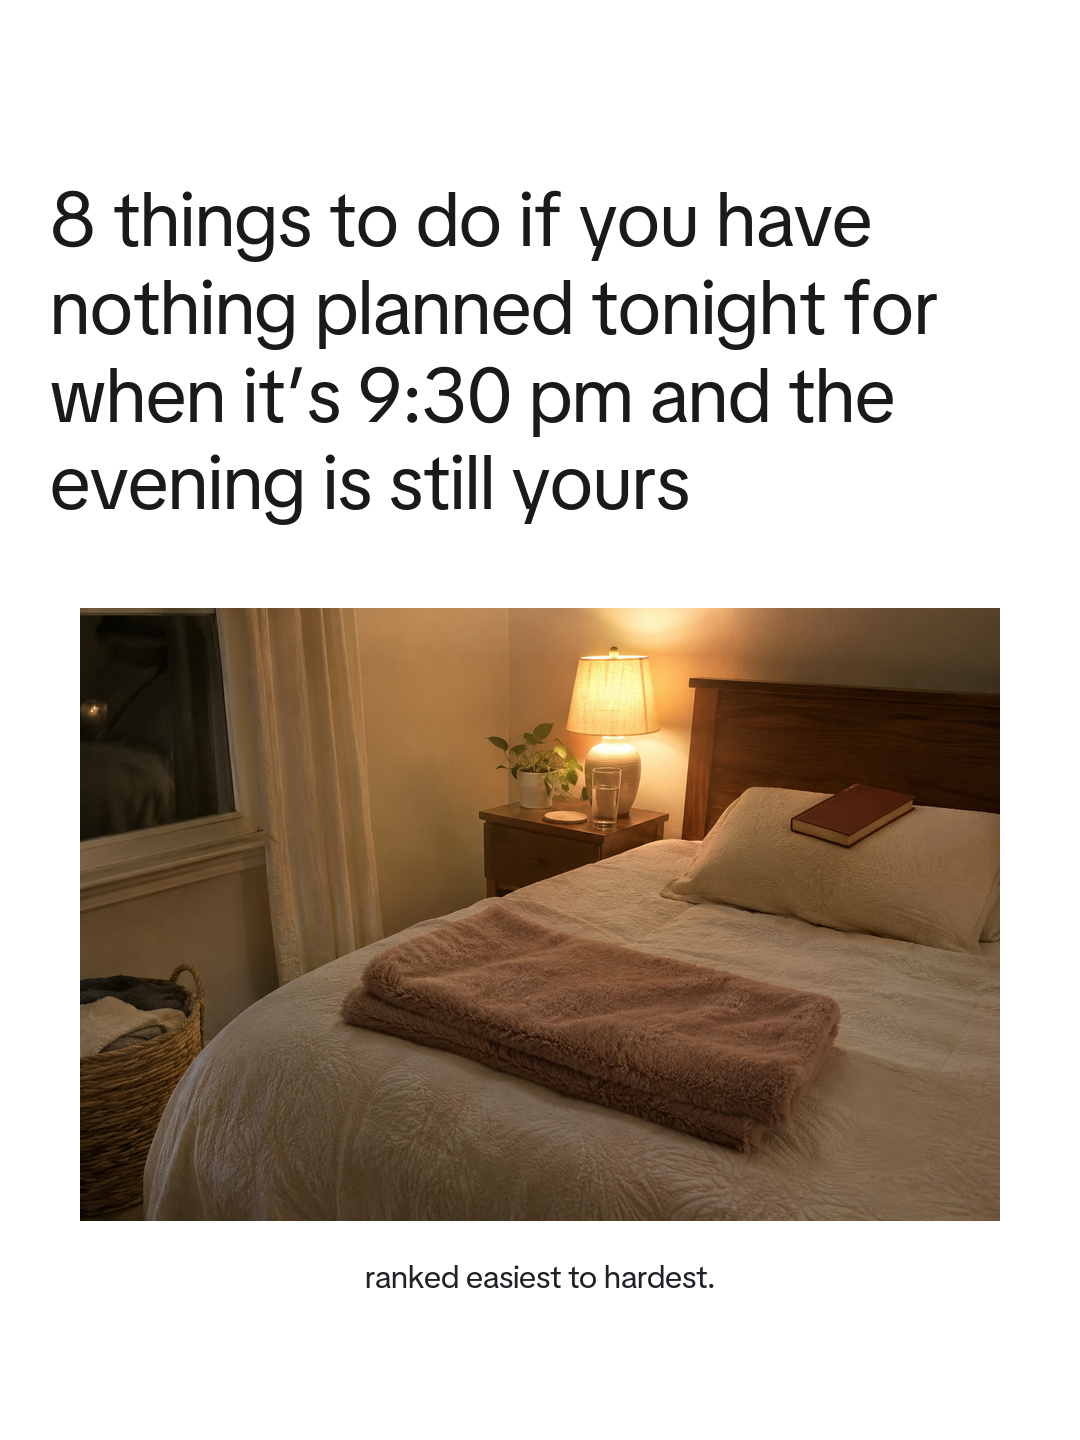 8 things to do if you have
nothing planned tonight for
when it’s 9:30 pm and the
evening is still yours
ranked easiest to hardest.